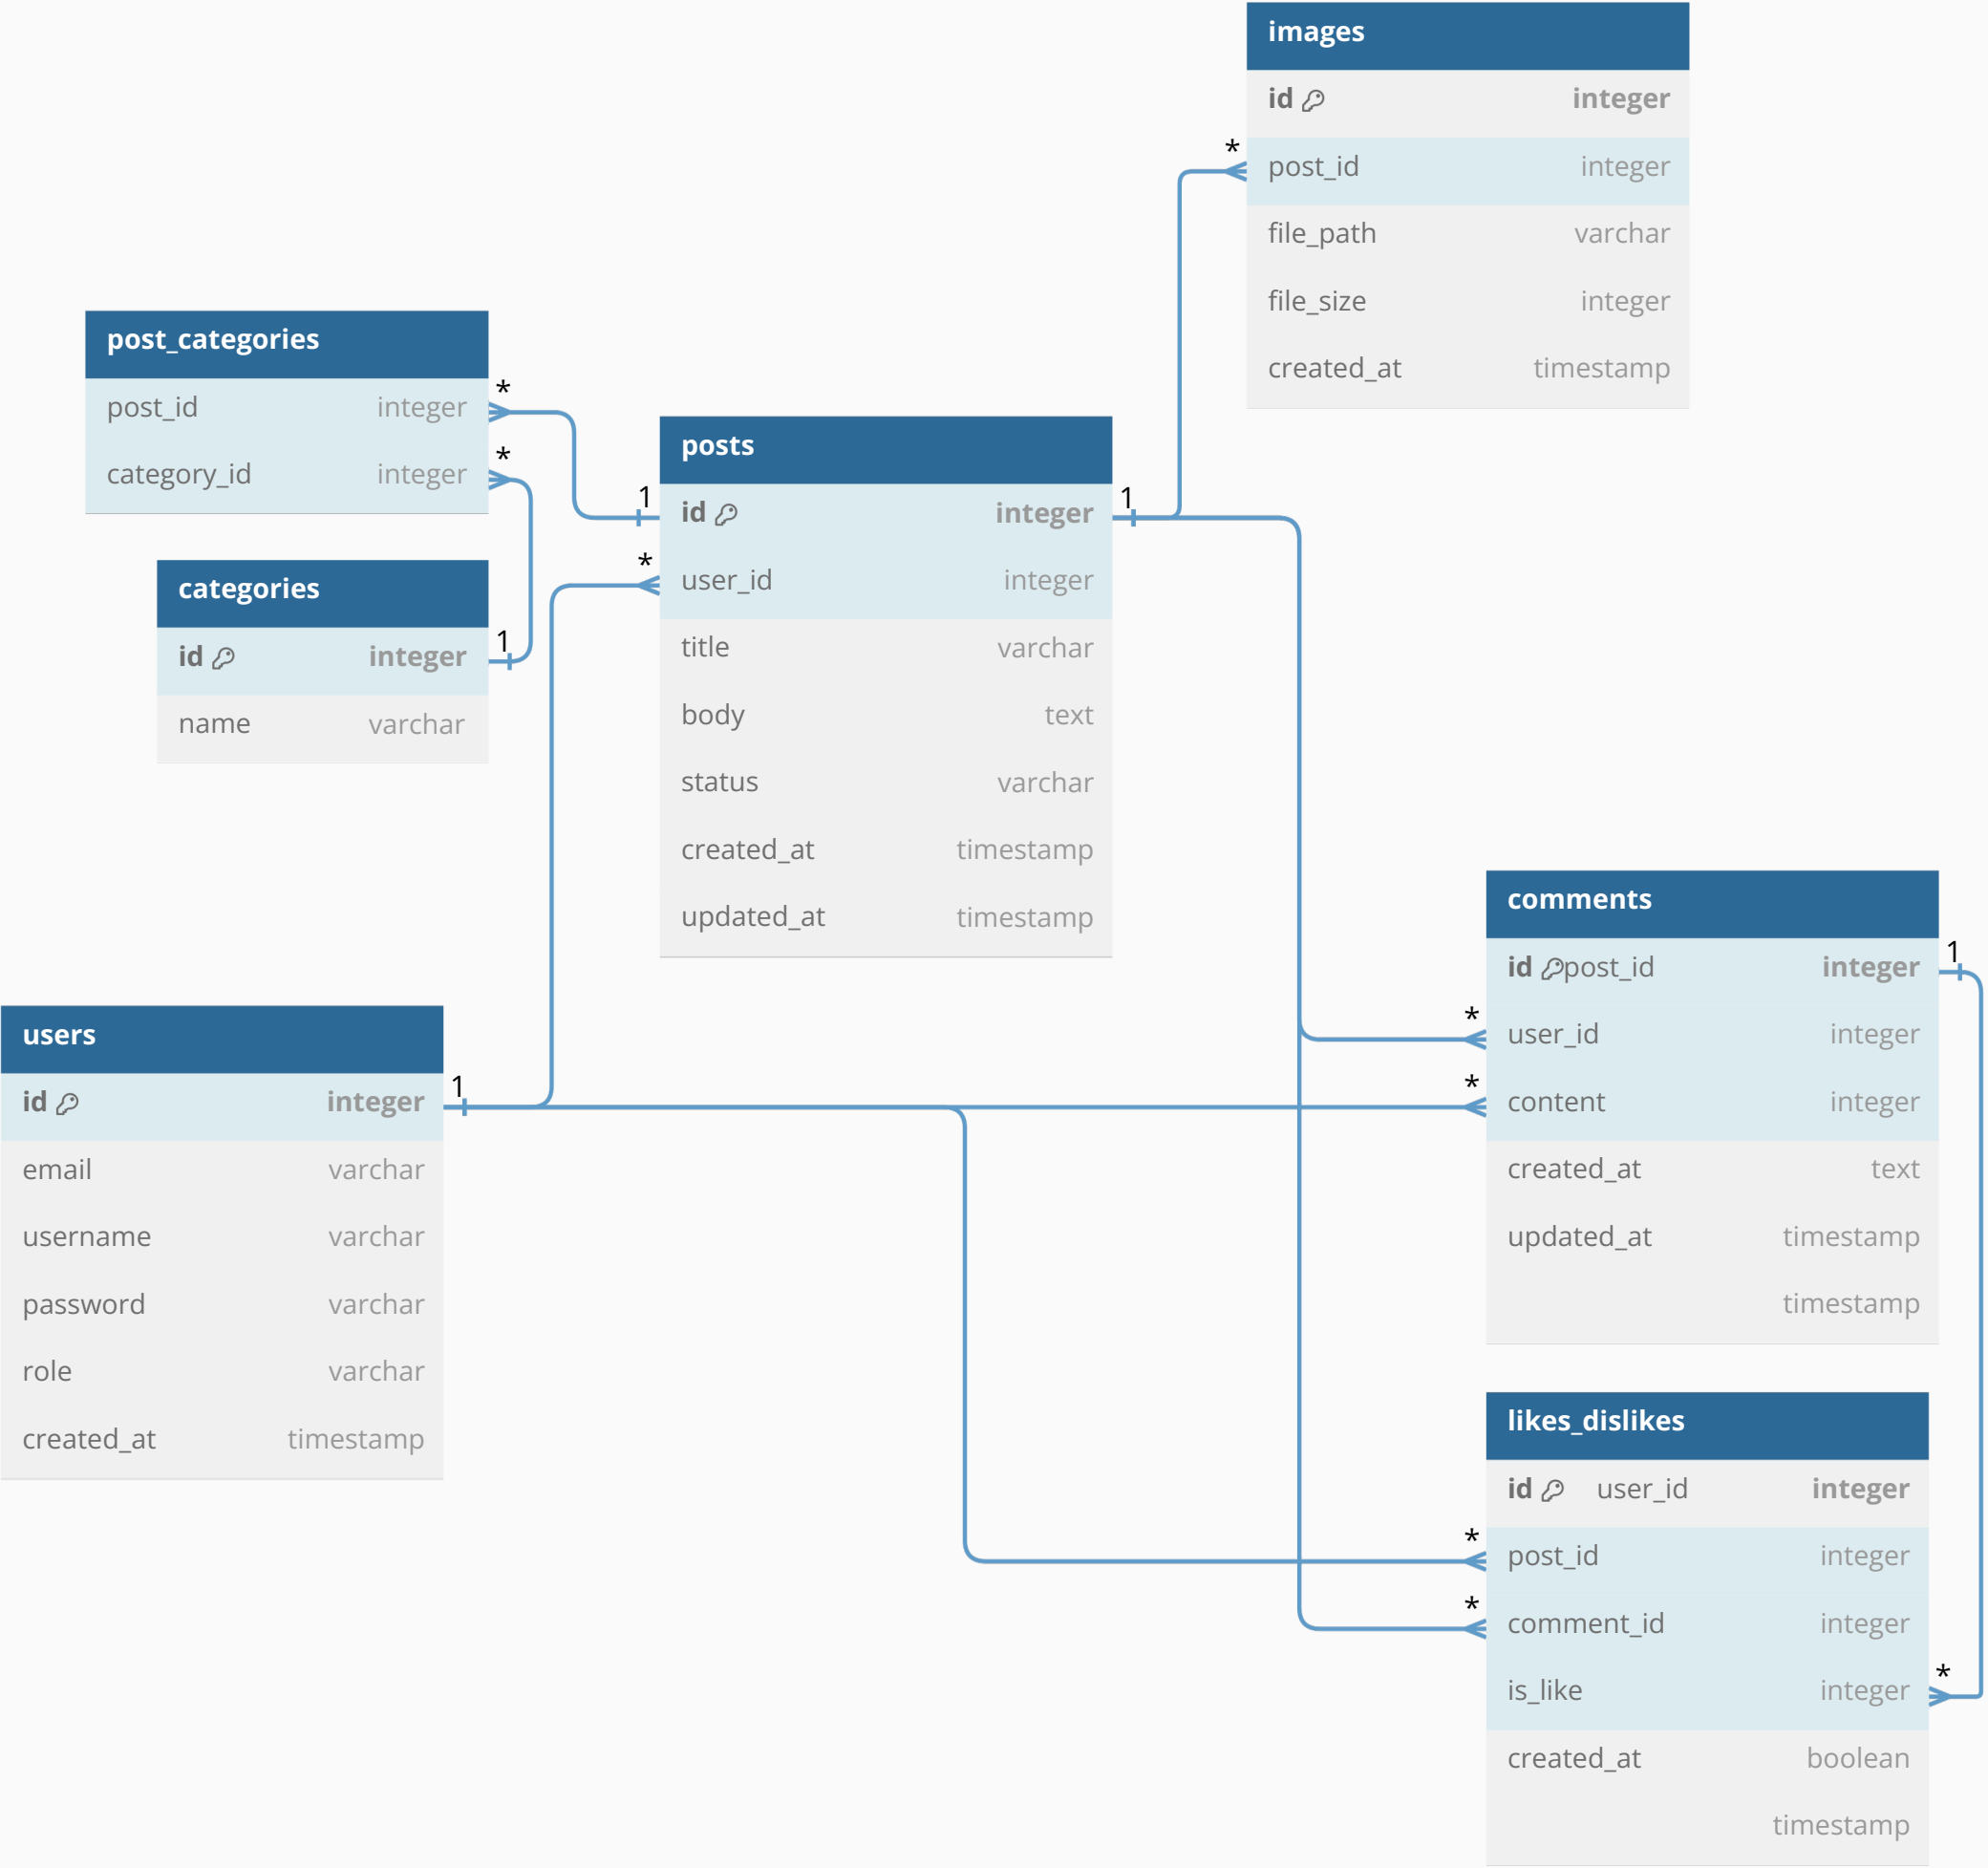 images
id integer
post_id integer
file_path varchar
file_size integer
created_at timestamp
*
post_categories
post_id integer
category_id integer
*
*
categories
id integer
name varchar
1
posts
id integer
user_id integer
title varchar
body text
status varchar
created_at timestamp
updated_at timestamp
1
*
1
comments
id post_id integer
user_id integer
content integer
created_at text
updated_at timestamp
timestamp
1
*
*
users
id integer
email varchar
username varchar
password varchar
role varchar
created_at timestamp
1
likes_dislikes
id user_id integer
post_id integer
comment_id integer
is_like integer
created_at boolean
timestamp
*
*
*